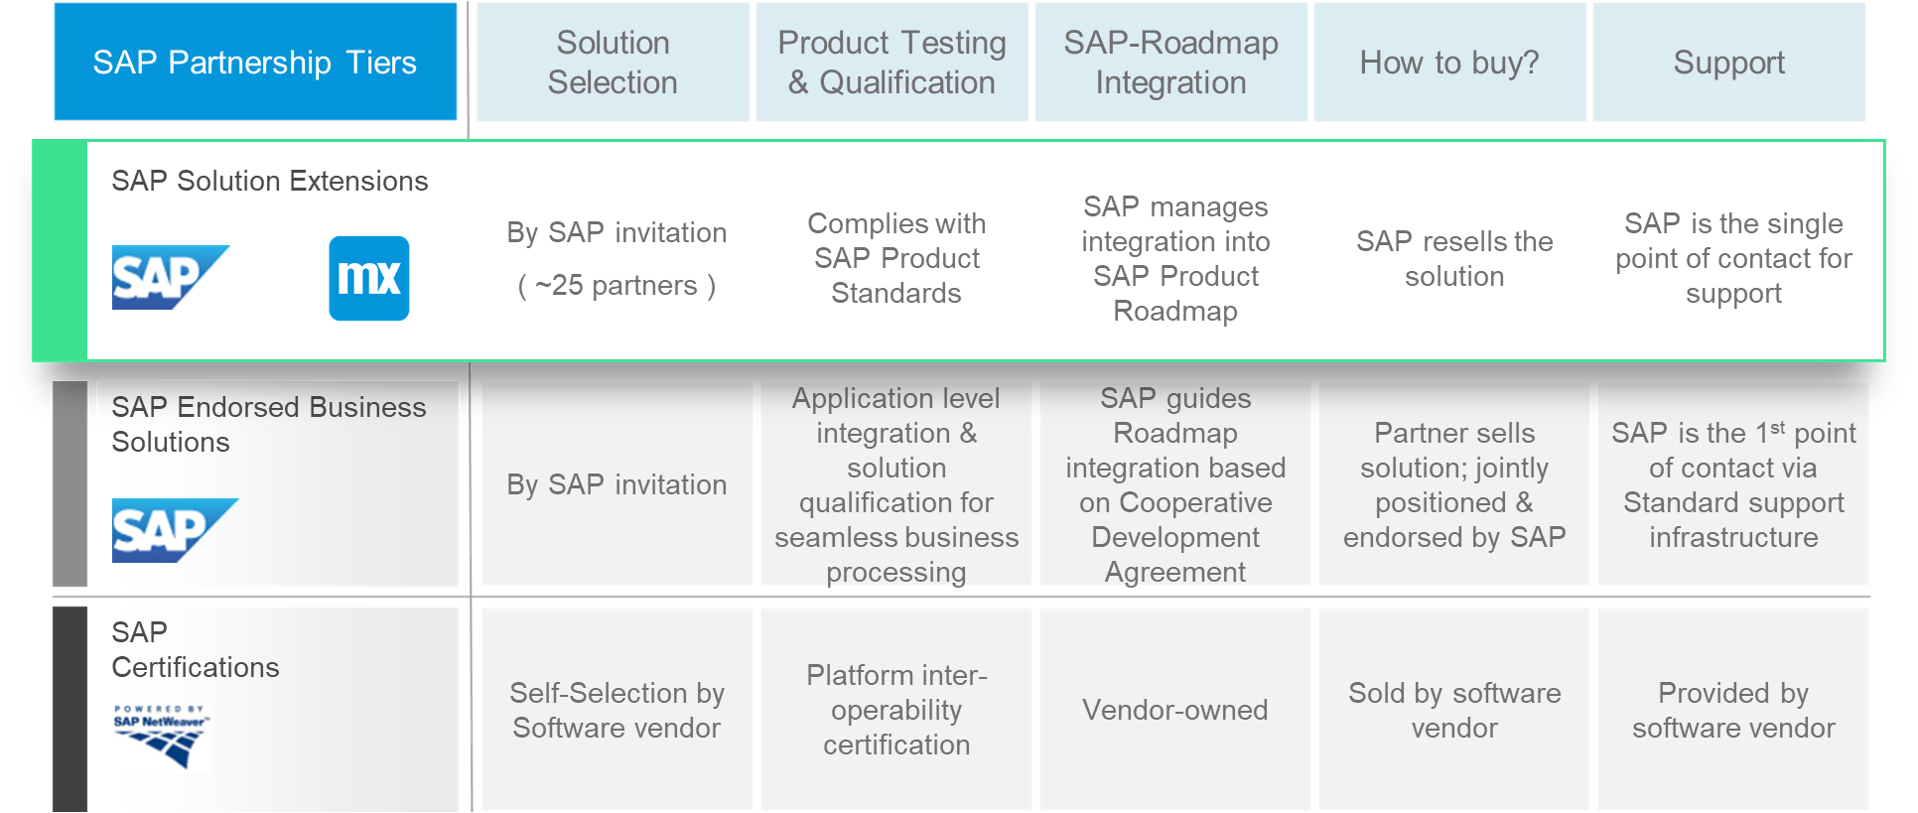 SAP Partnership Tiers
Solution
Selection
Product Testing
& Qualification
SAP-Roadmap
Integration
How to buy?
Support
SAP Solution Extensions
SAP
mx
By SAP invitation
( ~25 partners )
Complies with
SAP Product
Standards
SAP manages
integration into
SAP Product
Roadmap
SAP resells the
solution
SAP is the single
point of contact for
support
SAP Endorsed Business
Solutions
SAP
By SAP invitation
Application level
integration &
solution
qualification for
seamless business
processing
SAP guides
Roadmap
integration based
on Cooperative
Development
Agreement
Partner sells
solution; jointly
positioned &
endorsed by SAP
SAP is the 1st point
of contact via
Standard support
infrastructure
SAP
Certifications
POWERED BY
SAP NetWeaver™
Self-Selection by
Software vendor
Platform inter-
operability
certification
Vendor-owned
Sold by software
vendor
Provided by
software vendor